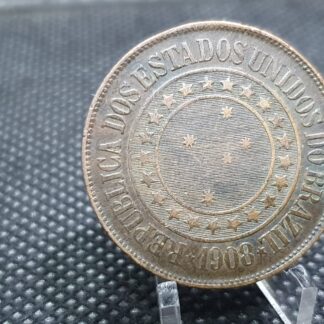 REPUBLICA DOS ESTADOS UNIDOS DO BRAZIL
1908